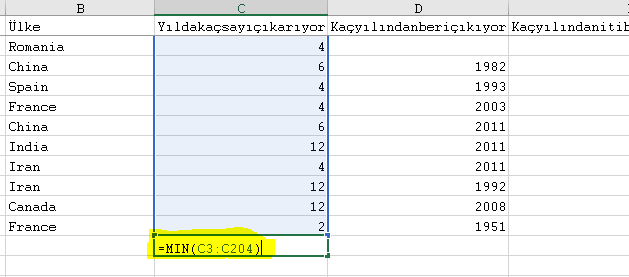 B C D
Ülke Yıldakaçsayıçıkarıyor Kaçyılındanberiçıkıyor Kaçyılındanitib
Romania 4
China 6 1982
Spain 4 1993
France 4 2003
China 6 2011
India 12 2011
Iran 4 2011
Iran 12 1992
Canada 12 2008
France 2 1951
=MIN(C3:C204)